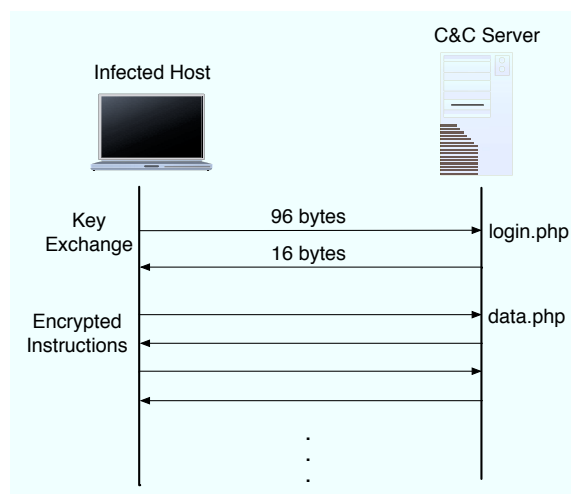 C&C Server
Infected Host
Key
Exchange
96 bytes
login.php
16 bytes
Encrypted
Instructions
data.php
.
.
.